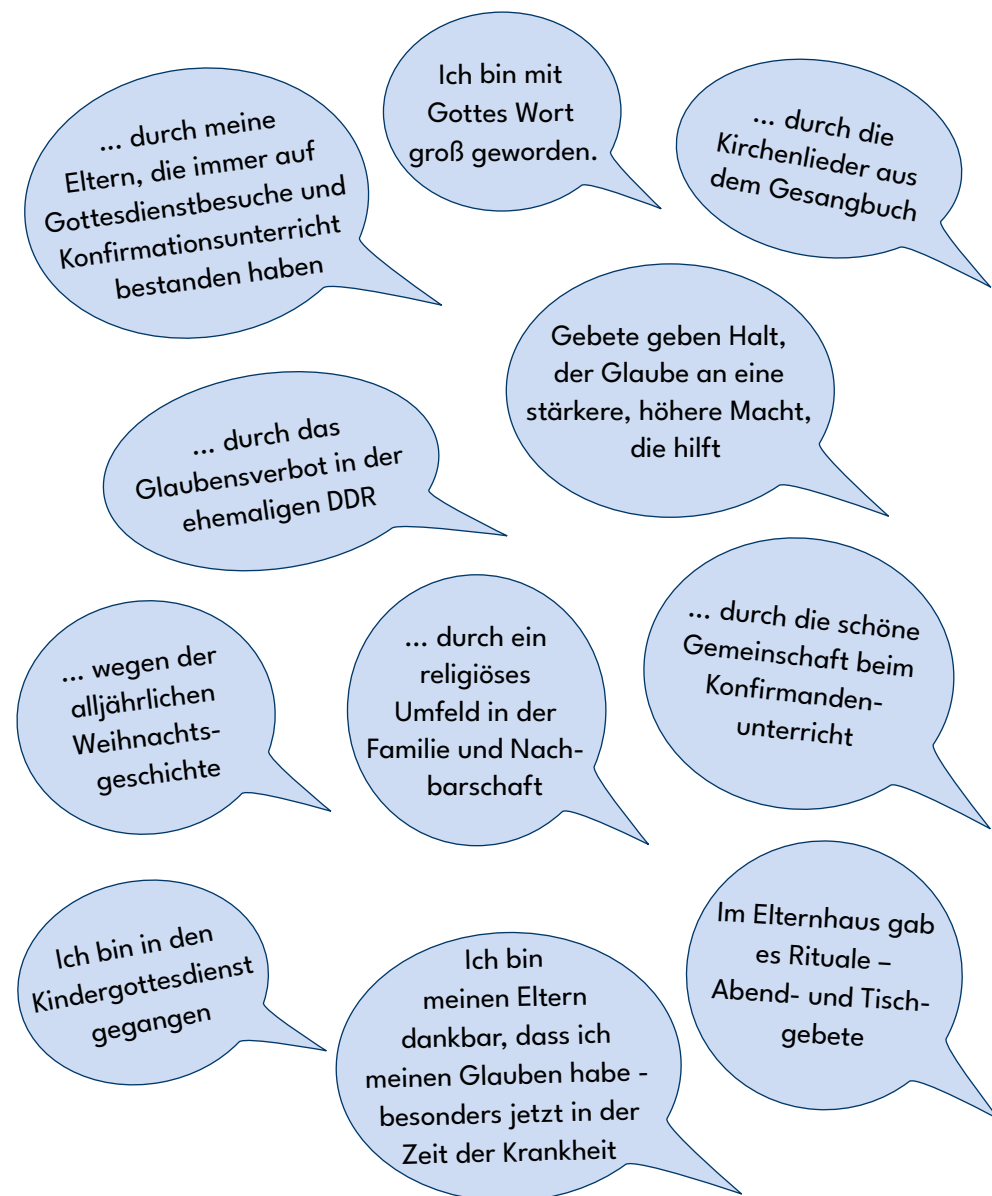 ... durch meine
Eltern, die immer auf
Gottesdienstbesuche und
Konfirmationsunterricht
bestanden haben
Ich bin mit
Gottes Wort
groß geworden.
... durch die
Kirchenlieder aus
dem Gesangbuch
Gebete geben Halt,
der Glaube an eine
stärkere, höhere Macht,
die hilft
... durch das
Glaubensverbot in der
ehemaligen DDR
... wegen der
alljährlichen
Weihnachts-
geschichte
... durch ein
religiöses
Umfeld in der
Familie und Nach-
barschaft
... durch die schöne
Gemeinschaft beim
Konfirmanden-
unterricht
Ich bin in den
Kindergottesdienst
gegangen
Ich bin
meinen Eltern
dankbar, dass ich
meinen Glauben habe -
besonders jetzt in der
Zeit der Krankheit
Im Elternhaus gab
es Rituale –
Abend- und Tisch-
gebete